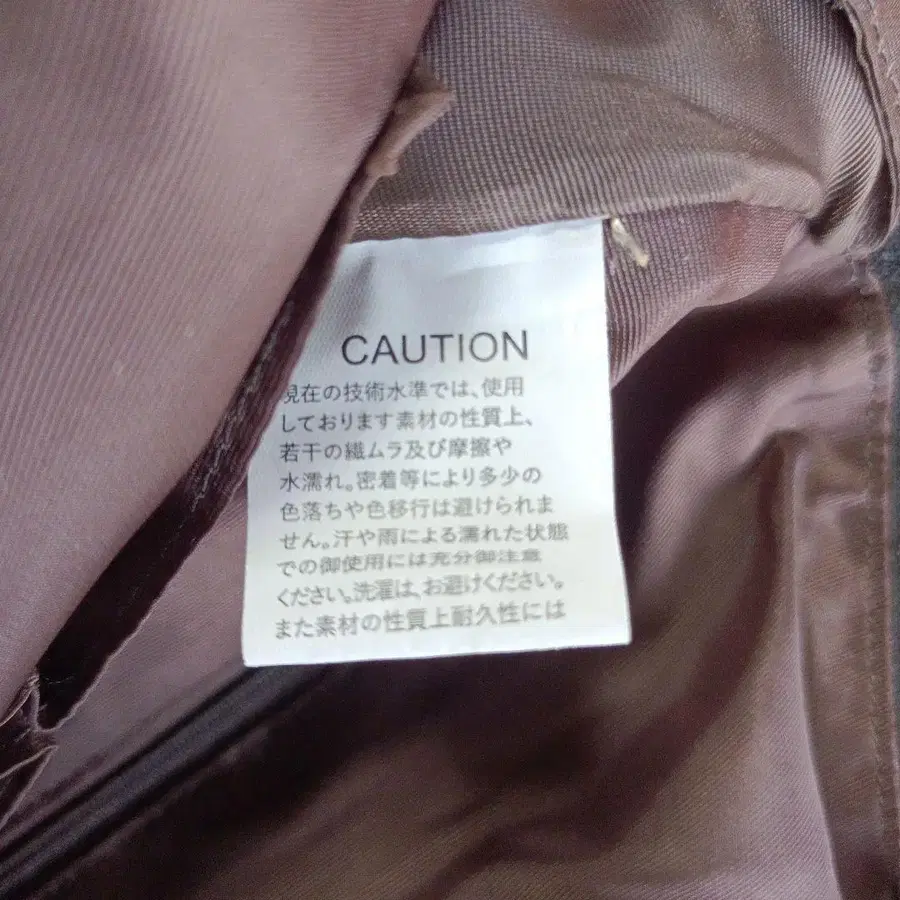 CAUTION
現在の技術水準では、使用
しております素材の性質上、
若干の織ムラ及び摩擦や
水濡れ。密着等により多少の
色落ちや色移行は避けられま
せん。汗や雨による濡れた状態
での御使用には充分御注意
ください。洗濯は、お避けください。
また素材の性質上耐久性には